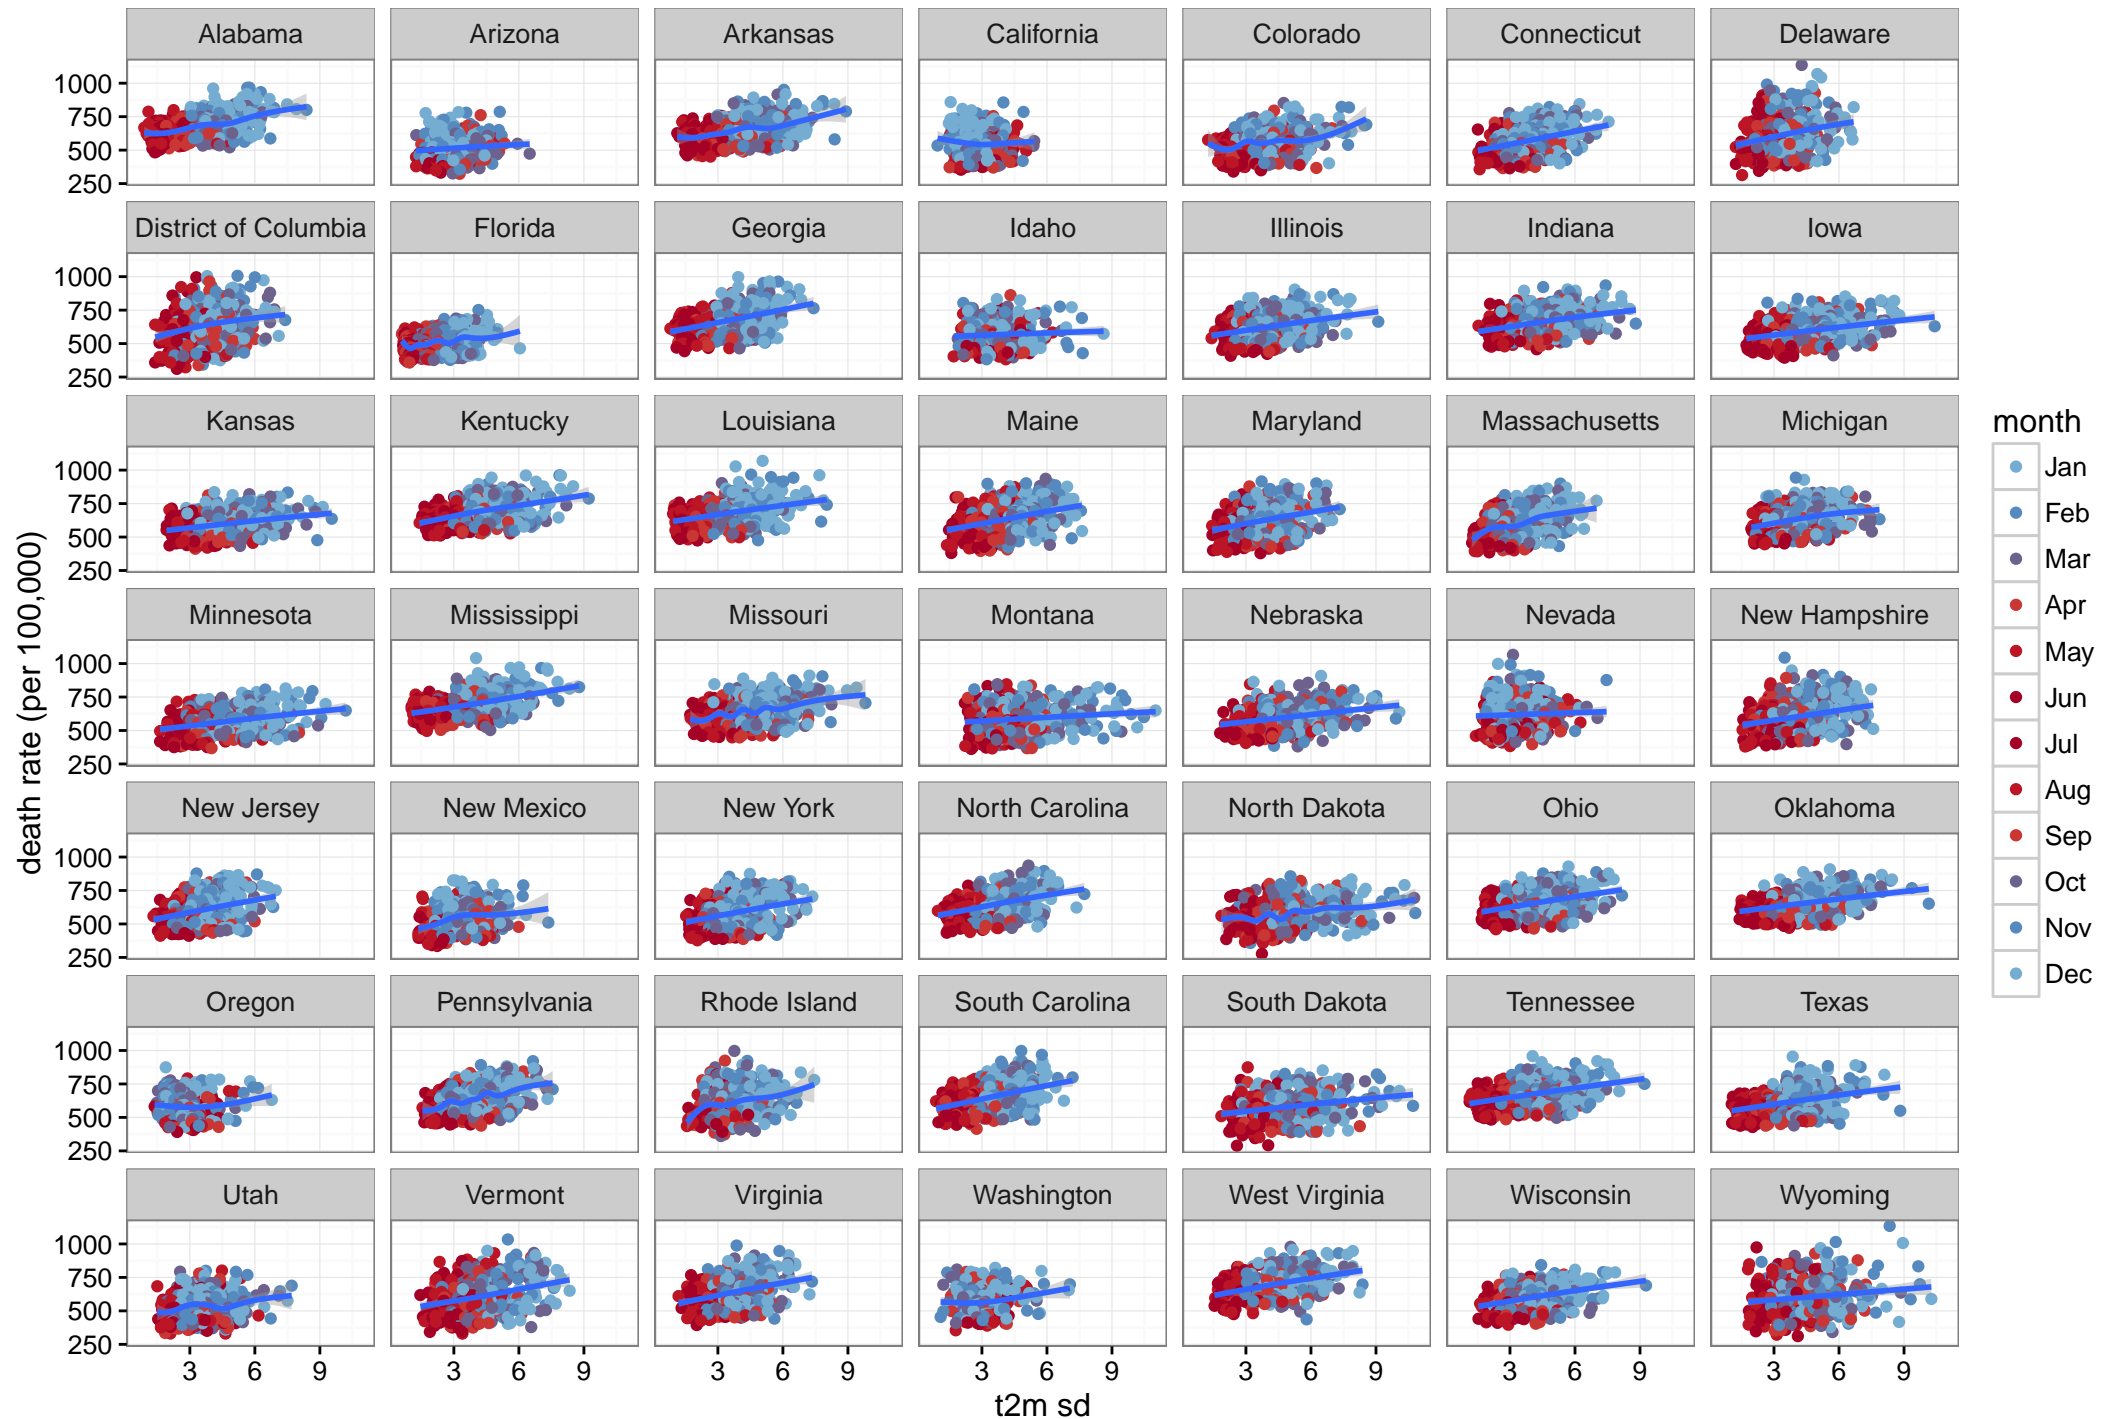 Alabama Arizona Arkansas California Colorado Connecticut Delaware
1000
750
500
250
District of Columbia Florida Georgia Idaho Illinois Indiana Iowa
1000
750
500
250
Kansas Kentucky Louisiana Maine Maryland Massachusetts Michigan
1000
750
500
250
Minnesota Mississippi Missouri Montana Nebraska Nevada New Hampshire
1000
750
500
250
New Jersey New Mexico New York North Carolina North Dakota Ohio Oklahoma
1000
750
500
250
Oregon Pennsylvania Rhode Island South Carolina South Dakota Tennessee Texas
1000
750
500
250
Utah Vermont Virginia Washington West Virginia Wisconsin Wyoming
1000
750
500
250
3 6 9 3 6 9 3 6 9 3 6 9 3 6 9 3 6 9 3 6 9
t2m sd
death rate (per 100,000)
month
Jan
Feb
Mar
Apr
May
Jun
Jul
Aug
Sep
Oct
Nov
Dec